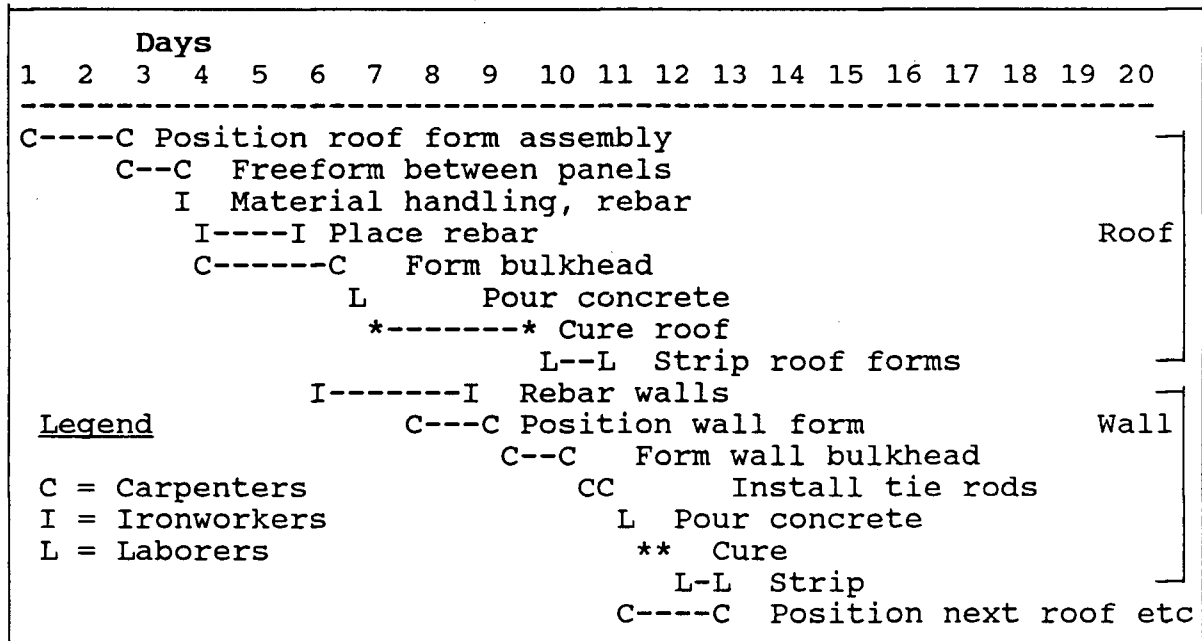 Days
1 2 3 4 5 6 7 8 9 10 11 12 13 14 15 16 17 18 19 20
--------------------------------------------------
C----C Position roof form assembly
C--C Freeform between panels
I Material handling, rebar
I----I Place rebar Roof
C------C Form bulkhead
L Pour concrete
*-------* Cure roof
L--L Strip roof forms
I-------I Rebar walls
Legend C---C Position wall form Wall
C--C Form wall bulkhead
C = Carpenters CC Install tie rods
I = Ironworkers L Pour concrete
L = Laborers ** Cure
L-L Strip
C----C Position next roof etc